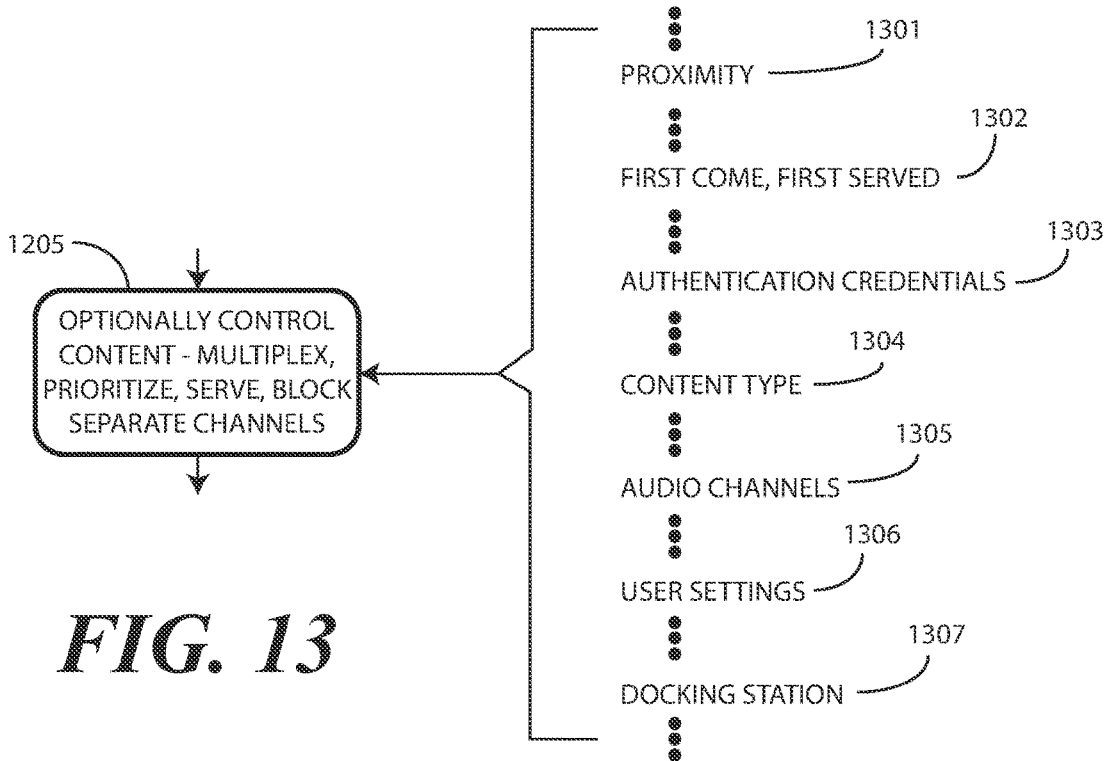 1301
PROXIMITY
1302
FIRST COME, FIRST SERVED
1303
AUTHENTICATION CREDENTIALS
1205
OPTIONALLY CONTROL
CONTENT - MULTIPLEX,
PRIORITIZE, SERVE, BLOCK
SEPARATE CHANNELS
1304
CONTENT TYPE
1305
AUDIO CHANNELS
1306
USER SETTINGS
1307
DOCKING STATION
FIG. 13